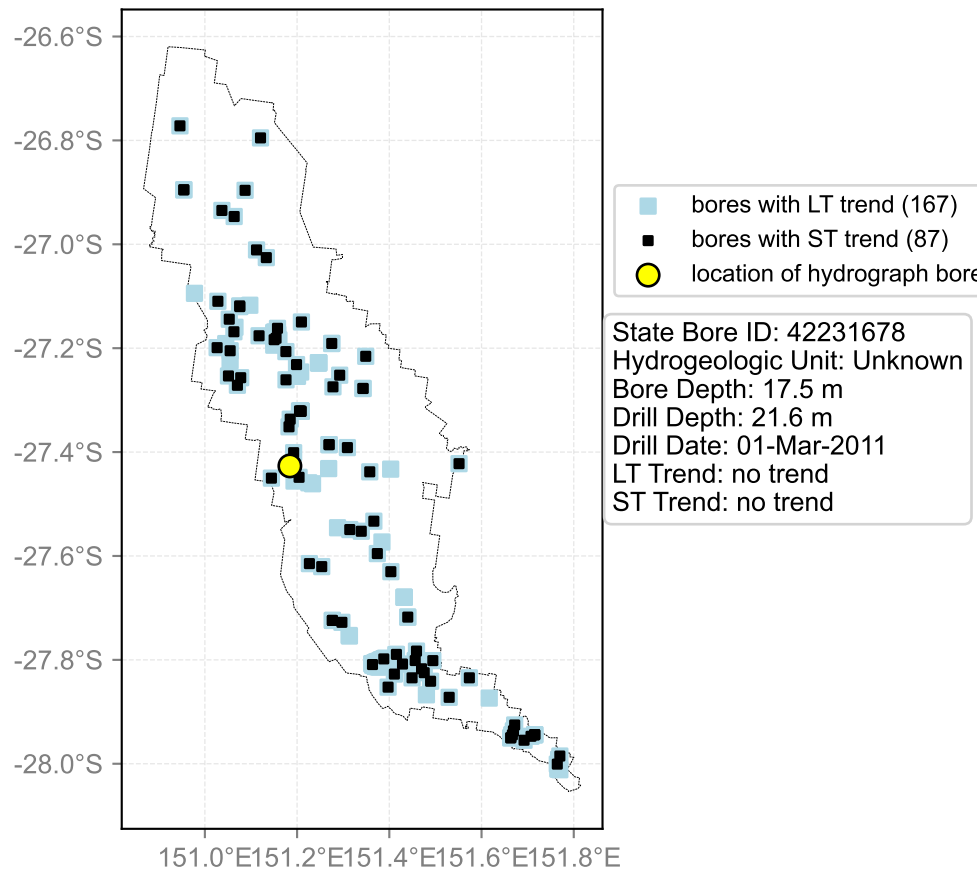 -26.6°S
-26.8°S
-27.0°S
-27.2°S
-27.4°S
-27.6°S
-27.8°S
-28.0°S
151.0°E151.2°E151.4°E151.6°E151.8°E
bores with LT trend (167)
bores with ST trend (87)
location of hydrograph bore
State Bore ID: 42231678
Hydrogeologic Unit: Unknown
Bore Depth: 17.5 m
Drill Depth: 21.6 m
Drill Date: 01-Mar-2011
LT Trend: no trend
ST Trend: no trend